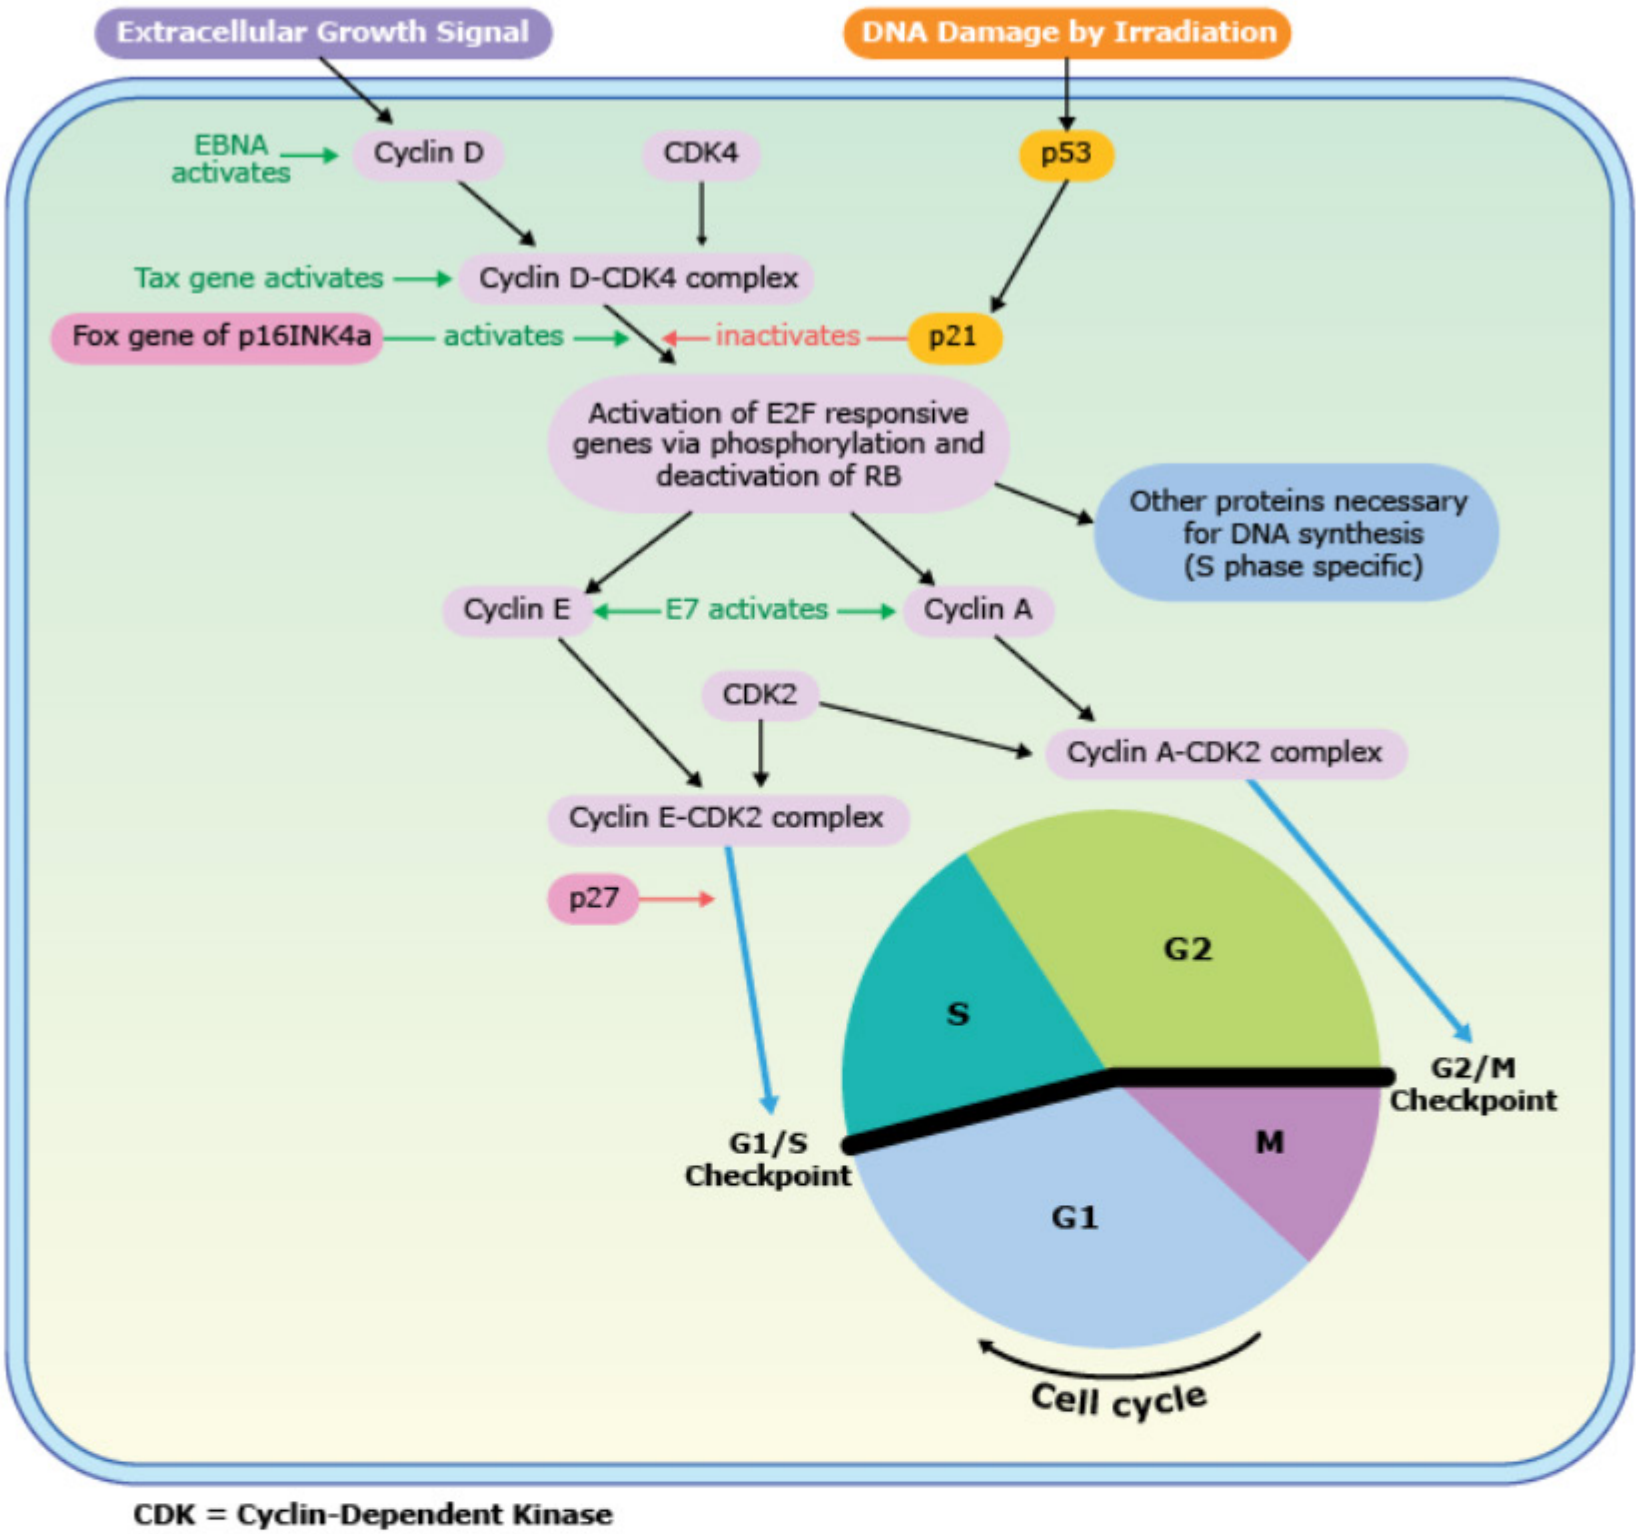 Extracellular Growth Signal
DNA Damage by Irradiation
EBNA
activates
Cyclin D
CDK4
p53
Tax gene activates
Cyclin D-CDK4 complex
Fox gene of p16INK4a
activates
inactivates
p21
Activation of E2F responsive
genes via phosphorylation and
deactivation of RB
Other proteins necessary
for DNA synthesis
(S phase specific)
Cyclin E
E7 activates
Cyclin A
CDK2
Cyclin A-CDK2 complex
Cyclin E-CDK2 complex
p27
G2
S
G2/M
Checkpoint
G1/S
Checkpoint
M
G1
Cell cycle
CDK = Cyclin-Dependent Kinase